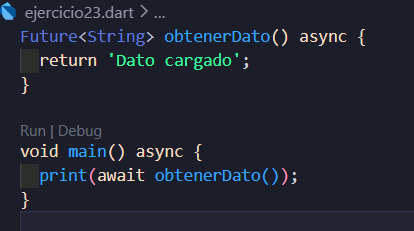 ejercicio23.dart > ...
Future<String> obtenerDato() async {
  return 'Dato cargado';
}
Run | Debug
void main() async {
  print(await obtenerDato());
}